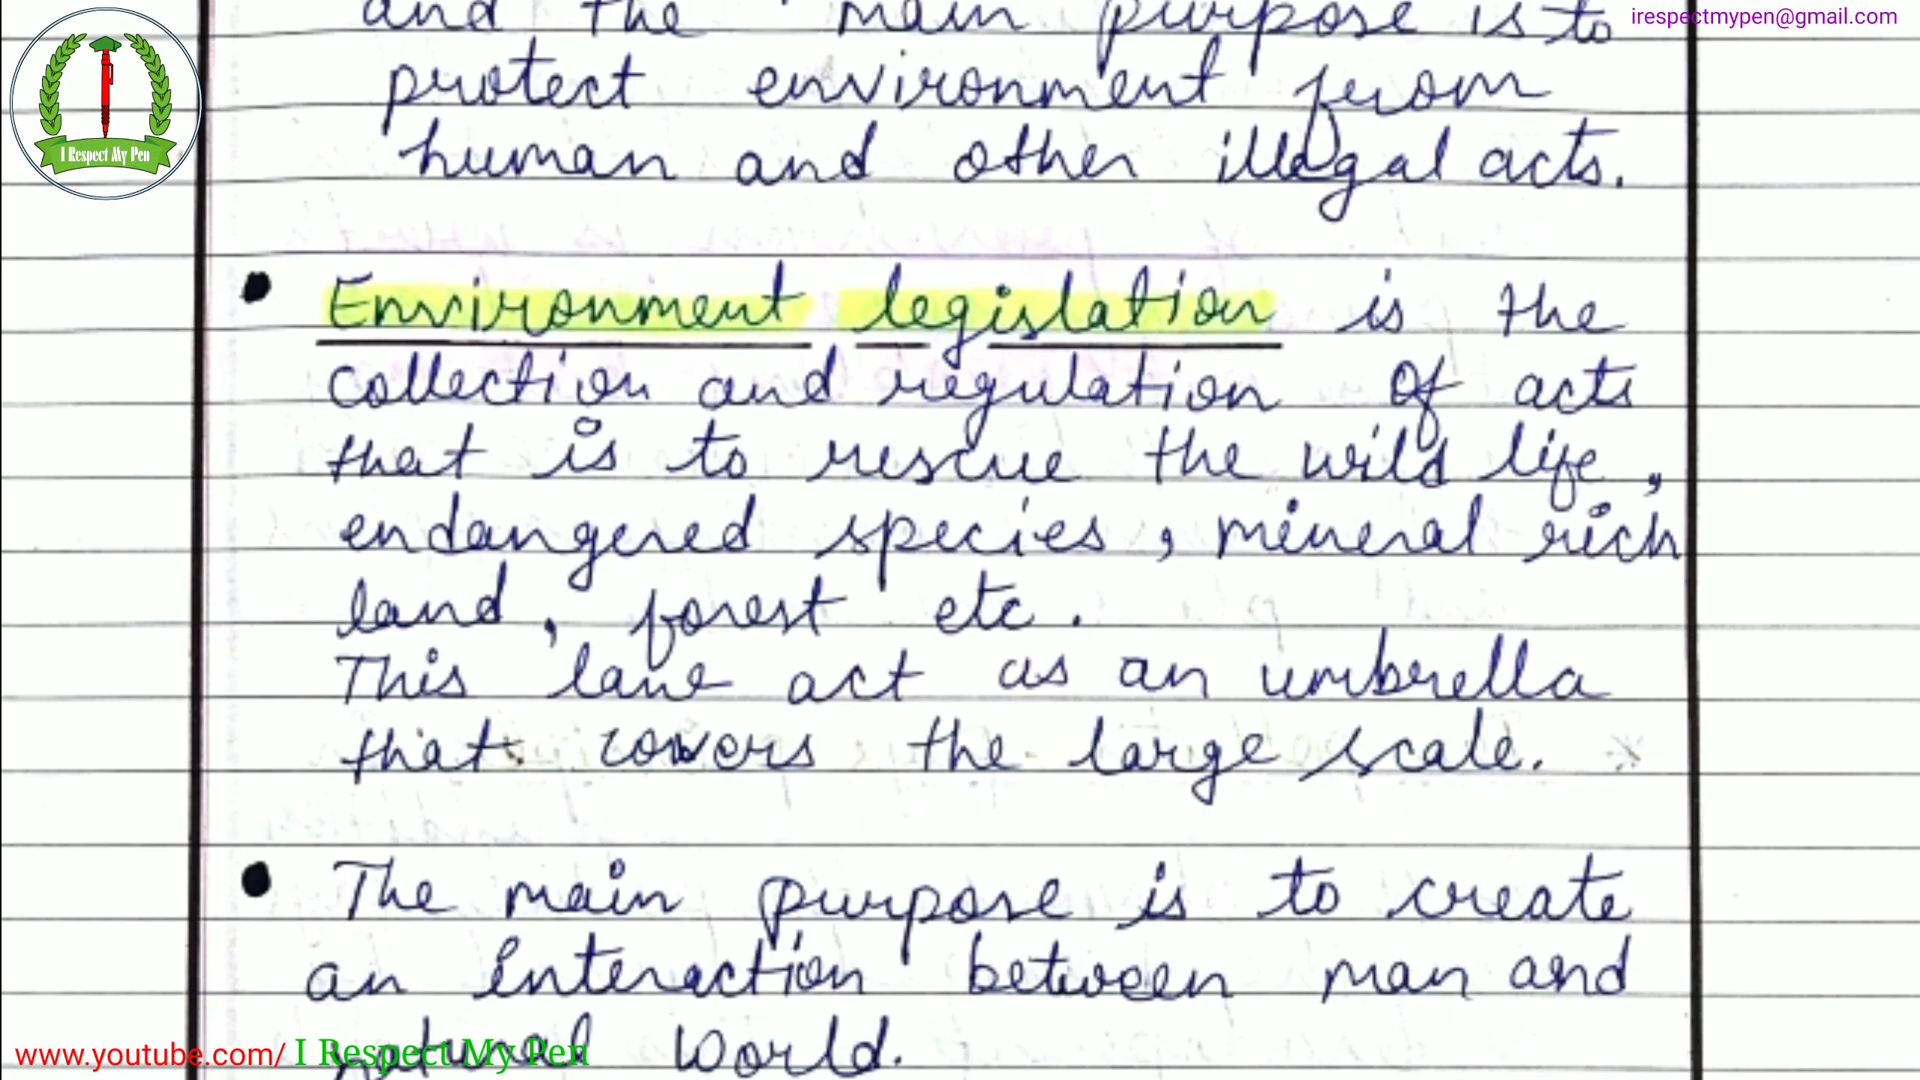 and the main purpose is to
irespectmypen@gmail.com
protect environment from
human and other illegal acts.
I Respect My Pen
• Environment legislation is the
collection and regulation of acts
that is to rescue the wild life,
endangered species, mineral rich
land, forest etc.
This law act as an umbrella
that covers the large scale.
• The main purpose is to create
an interaction between man and
natural world.
www.youtube.com/ I Respect My Pen